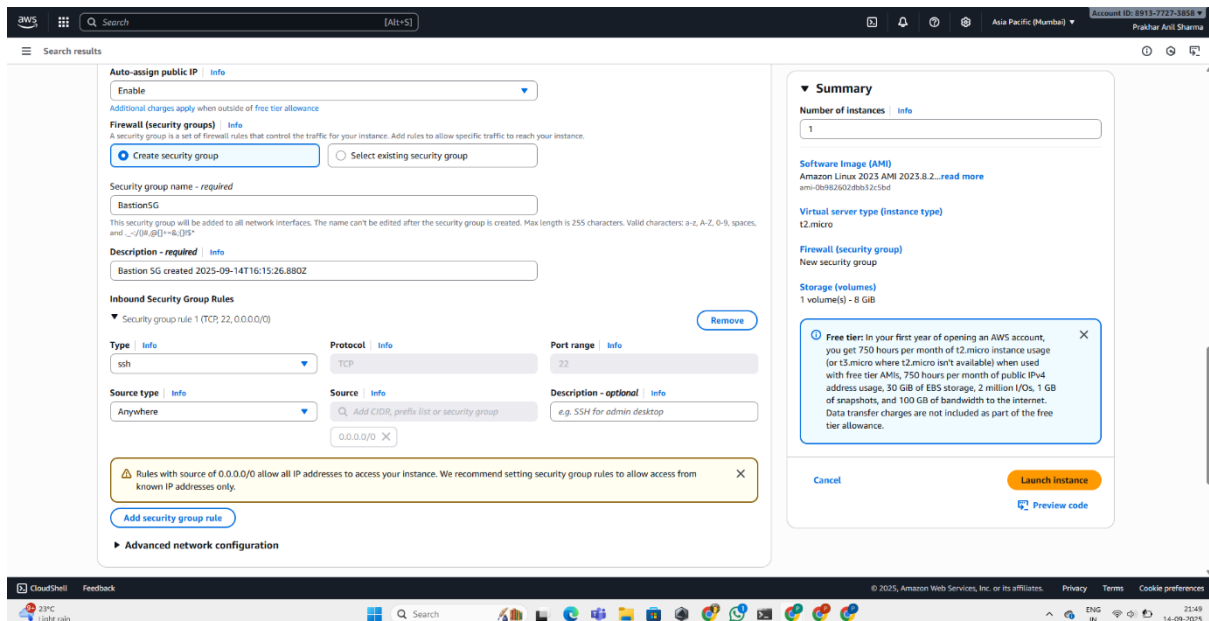 aws
Search [Alt+S]
Asia Pacific (Mumbai) ▼
Account ID: 8913-7727-3858 ▼
Prakhar Anil Sharma
Search results
Auto-assign public IP | Info
Enable
Additional charges apply when outside of free tier allowance
Firewall (security groups) | Info
A security group is a set of firewall rules that control the traffic for your instance. Add rules to allow specific traffic to reach your instance.
Create security group
Select existing security group
Security group name - required
BastionSG
This security group will be added to all network interfaces. The name can't be edited after the security group is created. Max length is 255 characters. Valid characters: a-z, A-Z, 0-9, spaces,
and ._-:/()#,@[]+=&;{}!$*
Description - required | Info
Bastion SG created 2025-09-14T16:15:26.880Z
Inbound Security Group Rules
▼ Security group rule 1 (TCP, 22, 0.0.0.0/0)
Remove
Type | Info
Protocol | Info
Port range | Info
ssh
TCP
22
Source type | Info
Source | Info
Description - optional | Info
Anywhere
Add CIDR, prefix list or security group
e.g. SSH for admin desktop
0.0.0.0/0 X
Rules with source of 0.0.0.0/0 allow all IP addresses to access your instance. We recommend setting security group rules to allow access from
known IP addresses only.
Add security group rule
▶ Advanced network configuration
▼ Summary
Number of instances | Info
1
Software Image (AMI)
Amazon Linux 2023 AMI 2023.8.2...read more
ami-0b982602dbb32c5bd
Virtual server type (instance type)
t2.micro
Firewall (security group)
New security group
Storage (volumes)
1 volume(s) - 8 GiB
Free tier: In your first year of opening an AWS account,
you get 750 hours per month of t2.micro instance usage
(or t3.micro where t2.micro isn't available) when used
with free tier AMIs, 750 hours per month of public IPv4
address usage, 30 GiB of EBS storage, 2 million I/Os, 1 GB
of snapshots, and 100 GB of bandwidth to the internet.
Data transfer charges are not included as part of the free
tier allowance.
Cancel
Launch instance
Preview code
CloudShell Feedback
© 2025, Amazon Web Services, Inc. or its affiliates. Privacy Terms Cookie preferences
23°C
Light rain
Search
ENG
IN
21:49
14-09-2025